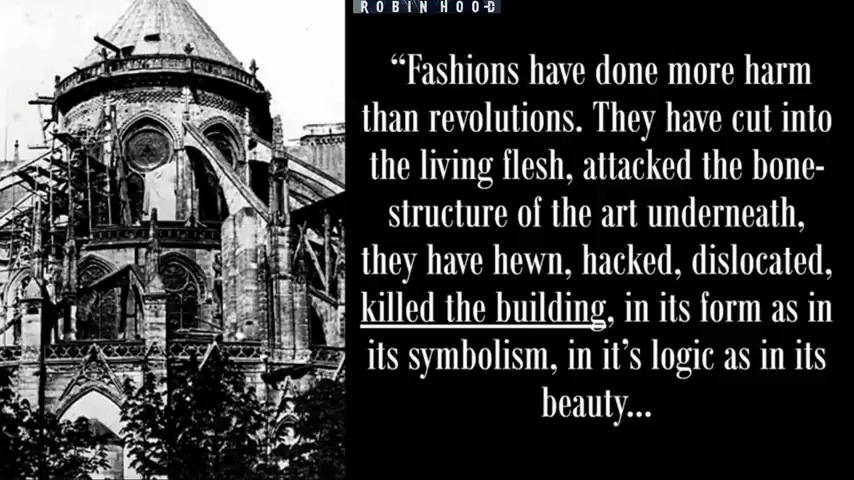 ROBIN HOOD
“Fashions have done more harm
than revolutions. They have cut into
the living flesh, attacked the bone-
structure of the art underneath,
they have hewn, hacked, dislocated,
killed the building, in its form as in
its symbolism, in it’s logic as in its
beauty...